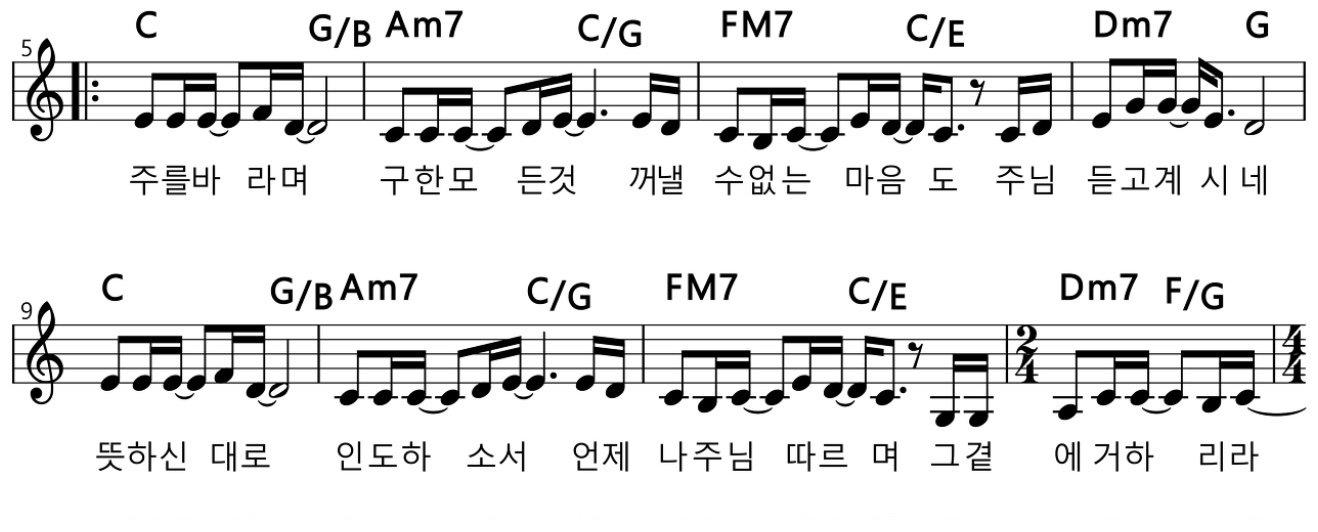 C G/B Am7 C/G FM7 C/E Dm7 G
5
주를바 라며 구한모 든것 꺼낼 수없는 마음 도 주님 듣고계 시 네
C G/B Am7 C/G FM7 C/E Dm7 F/G
9
2/4 4/4
뜻하신 대로 인도하 소서 언제 나주님 따르 며 그곁 에 거하 리라